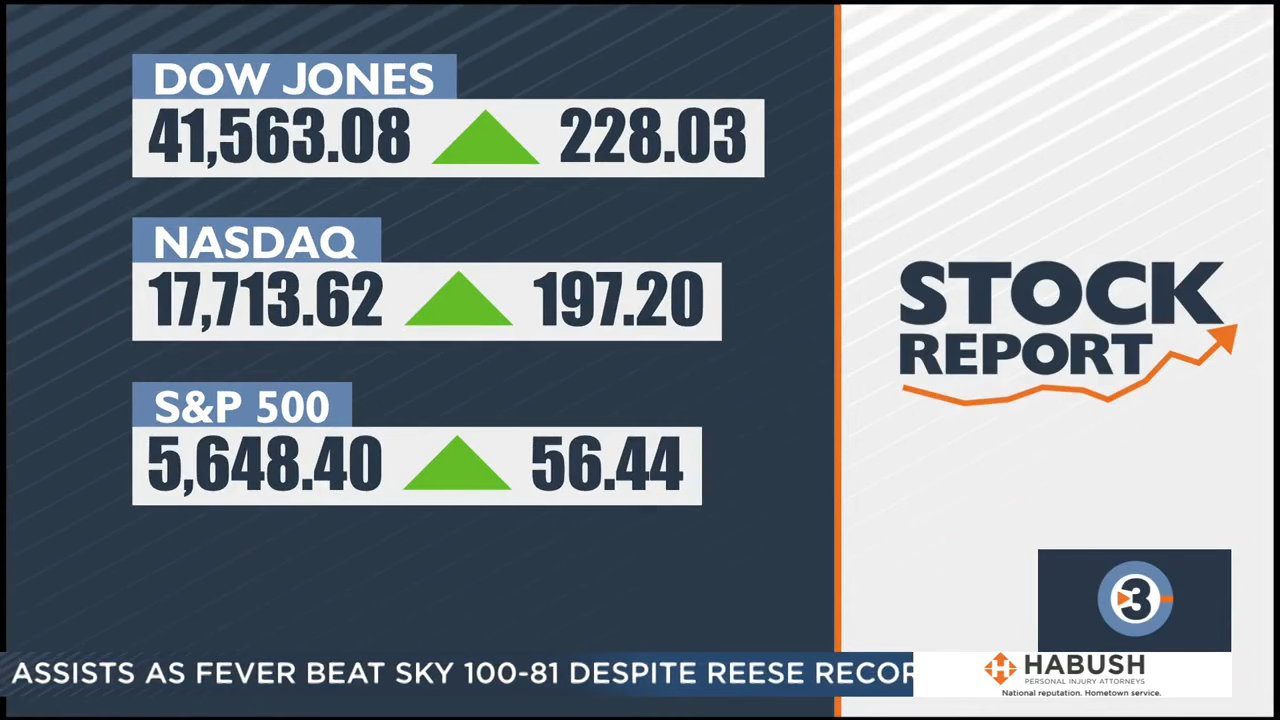 DOW JONES
41,563.08 228.03
NASDAQ
17,713.62 197.20
S&P 500
5,648.40 56.44
STOCK
REPORT
3
ASSISTS AS FEVER BEAT SKY 100-81 DESPITE REESE RECOR
HABUSH
PERSONAL INJURY ATTORNEYS
National reputation. Hometown service.